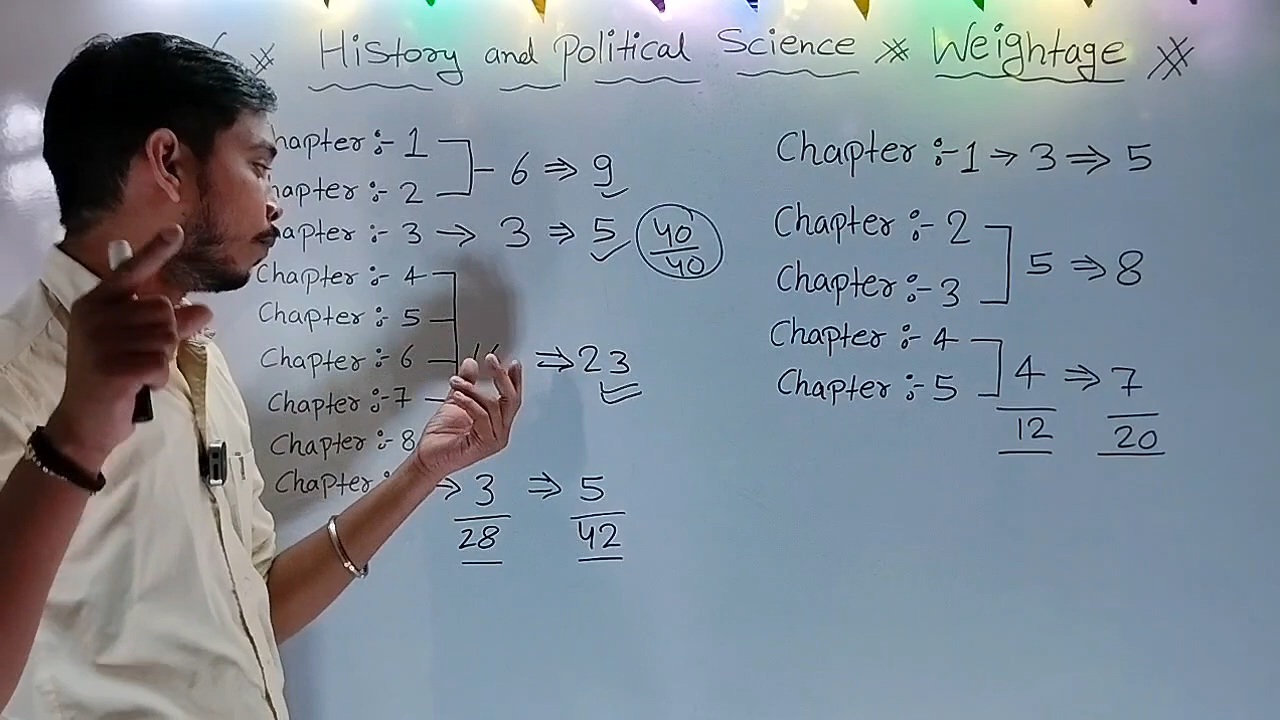 History and political Science ※ Weightage ※
hapter :- 1
hapter :- 2
6 ⇒ 9
apter :- 3 → 3 ⇒ 5
40/40
Chapter :- 4
Chapter :- 5
Chapter :- 6
Chapter :- 7
Chapter :- 8
⇒ 23
Chapter → 3 ⇒ 5
28 42
Chapter :- 1 → 3 ⇒ 5
Chapter :- 2
Chapter :- 3
5 ⇒ 8
Chapter :- 4
Chapter :- 5
4 ⇒ 7
12 20